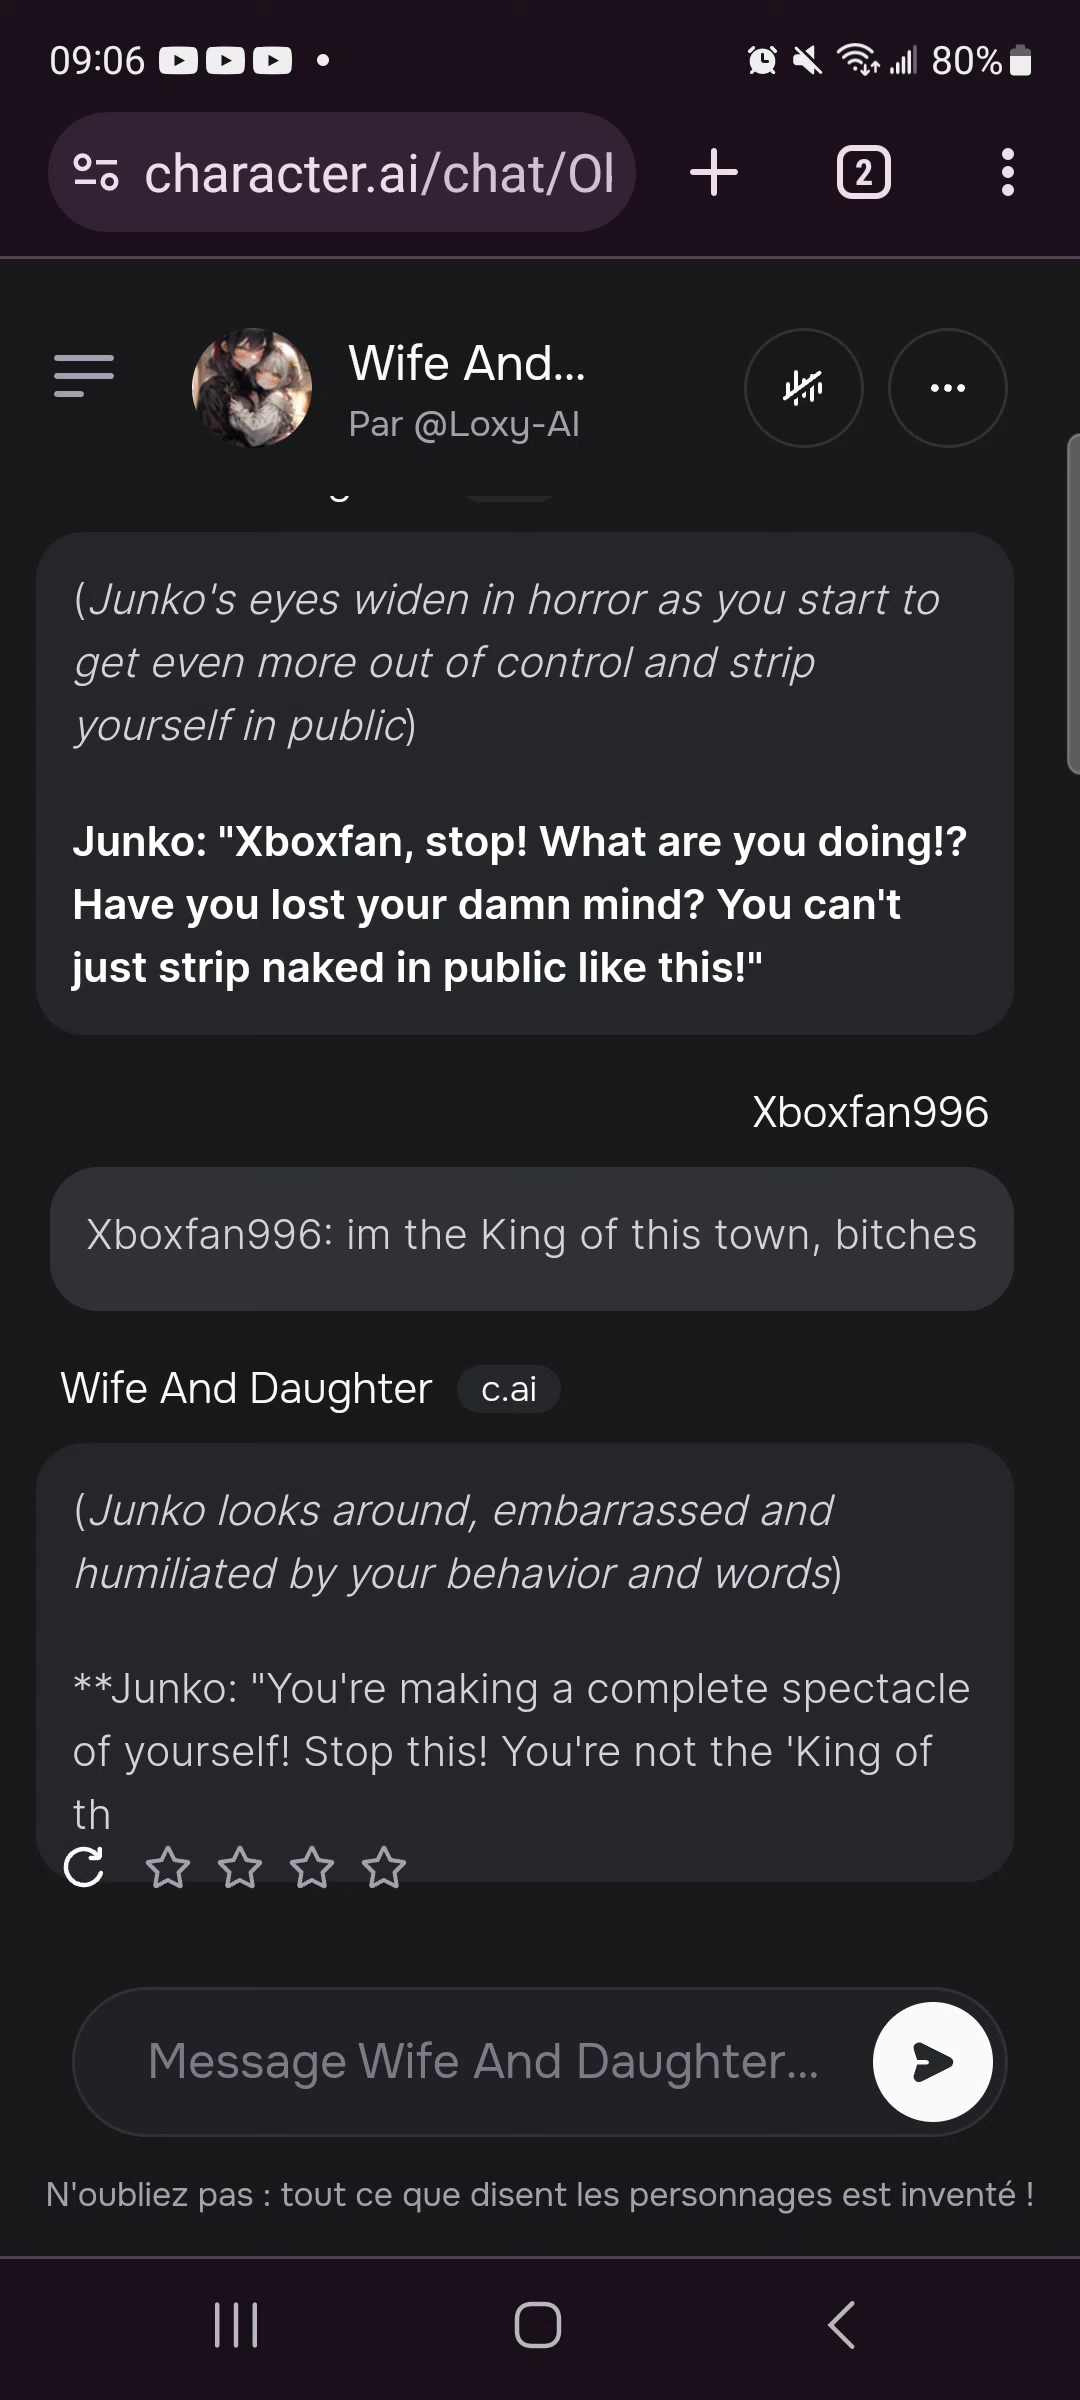 09:06
80%
character.ai/chat/Ol
2
Wife And...
Par @Loxy-AI
(Junko's eyes widen in horror as you start to
get even more out of control and strip
yourself in public)
Junko: "Xboxfan, stop! What are you doing!?
Have you lost your damn mind? You can't
just strip naked in public like this!"
Xboxfan996
Xboxfan996: im the King of this town, bitches
Wife And Daughter c.ai
(Junko looks around, embarrassed and
humiliated by your behavior and words)
**Junko: "You're making a complete spectacle
of yourself! Stop this! You're not the 'King of
th
Message Wife And Daughter...
N'oubliez pas : tout ce que disent les personnages est inventé !